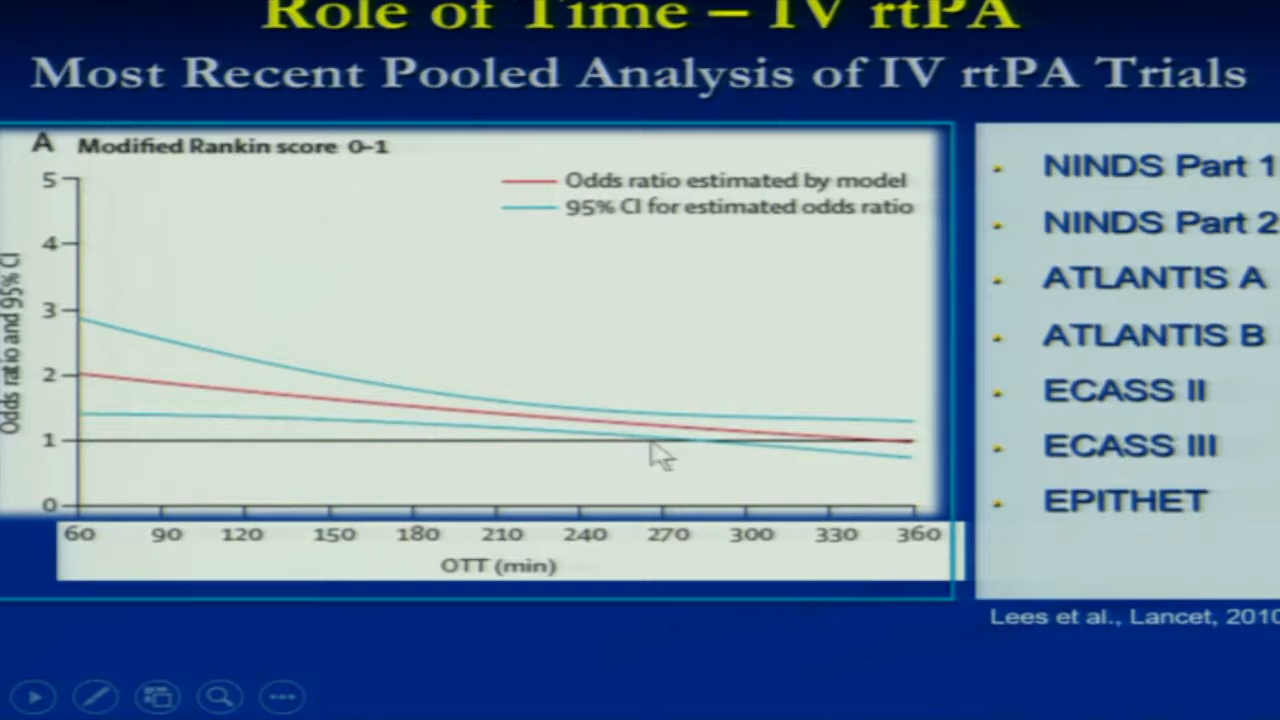 Role of Time – IV rtPA
Most Recent Pooled Analysis of IV rtPA Trials
A Modified Rankin score 0-1
Odds ratio estimated by model
95% CI for estimated odds ratio
Odds ratio and 95% CI
5
4
3
2
1
0
60 90 120 150 180 210 240 270 300 330 360
OTT (min)
NINDS Part 1
NINDS Part 2
ATLANTIS A
ATLANTIS B
ECASS II
ECASS III
EPITHET
Lees et al., Lancet, 2010